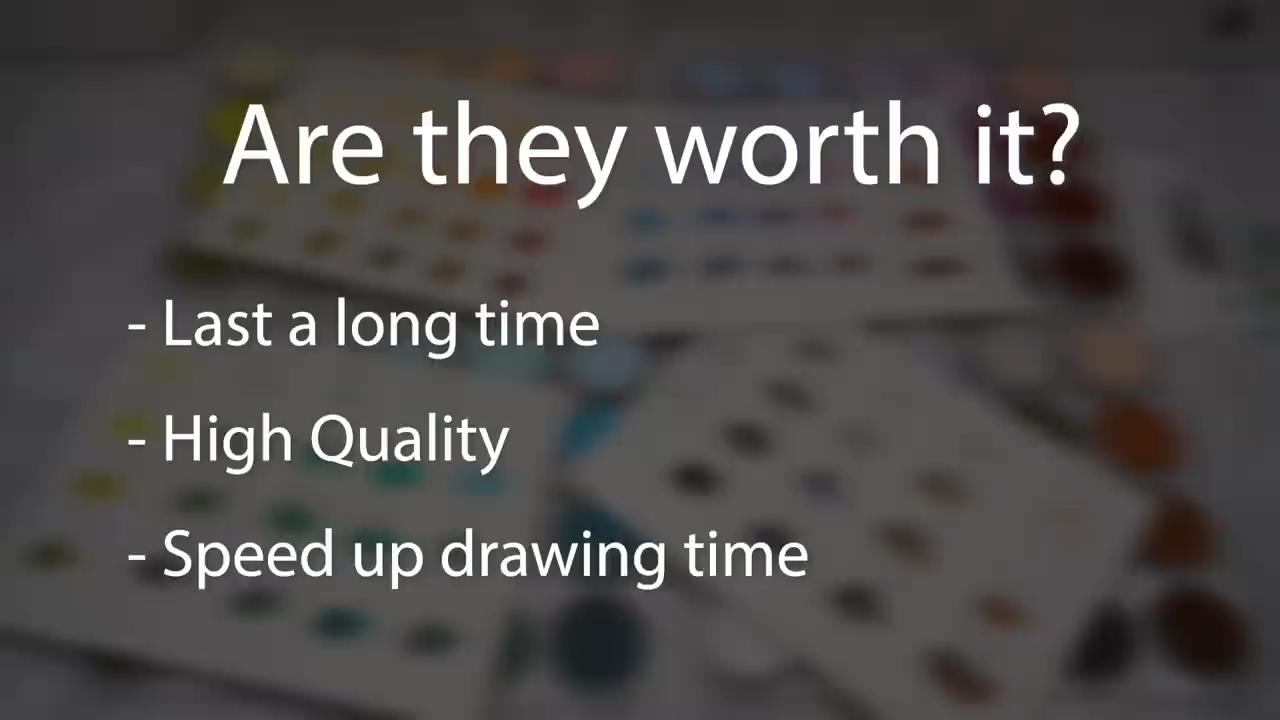 Are they worth it?
- Last a long time
- High Quality
- Speed up drawing time